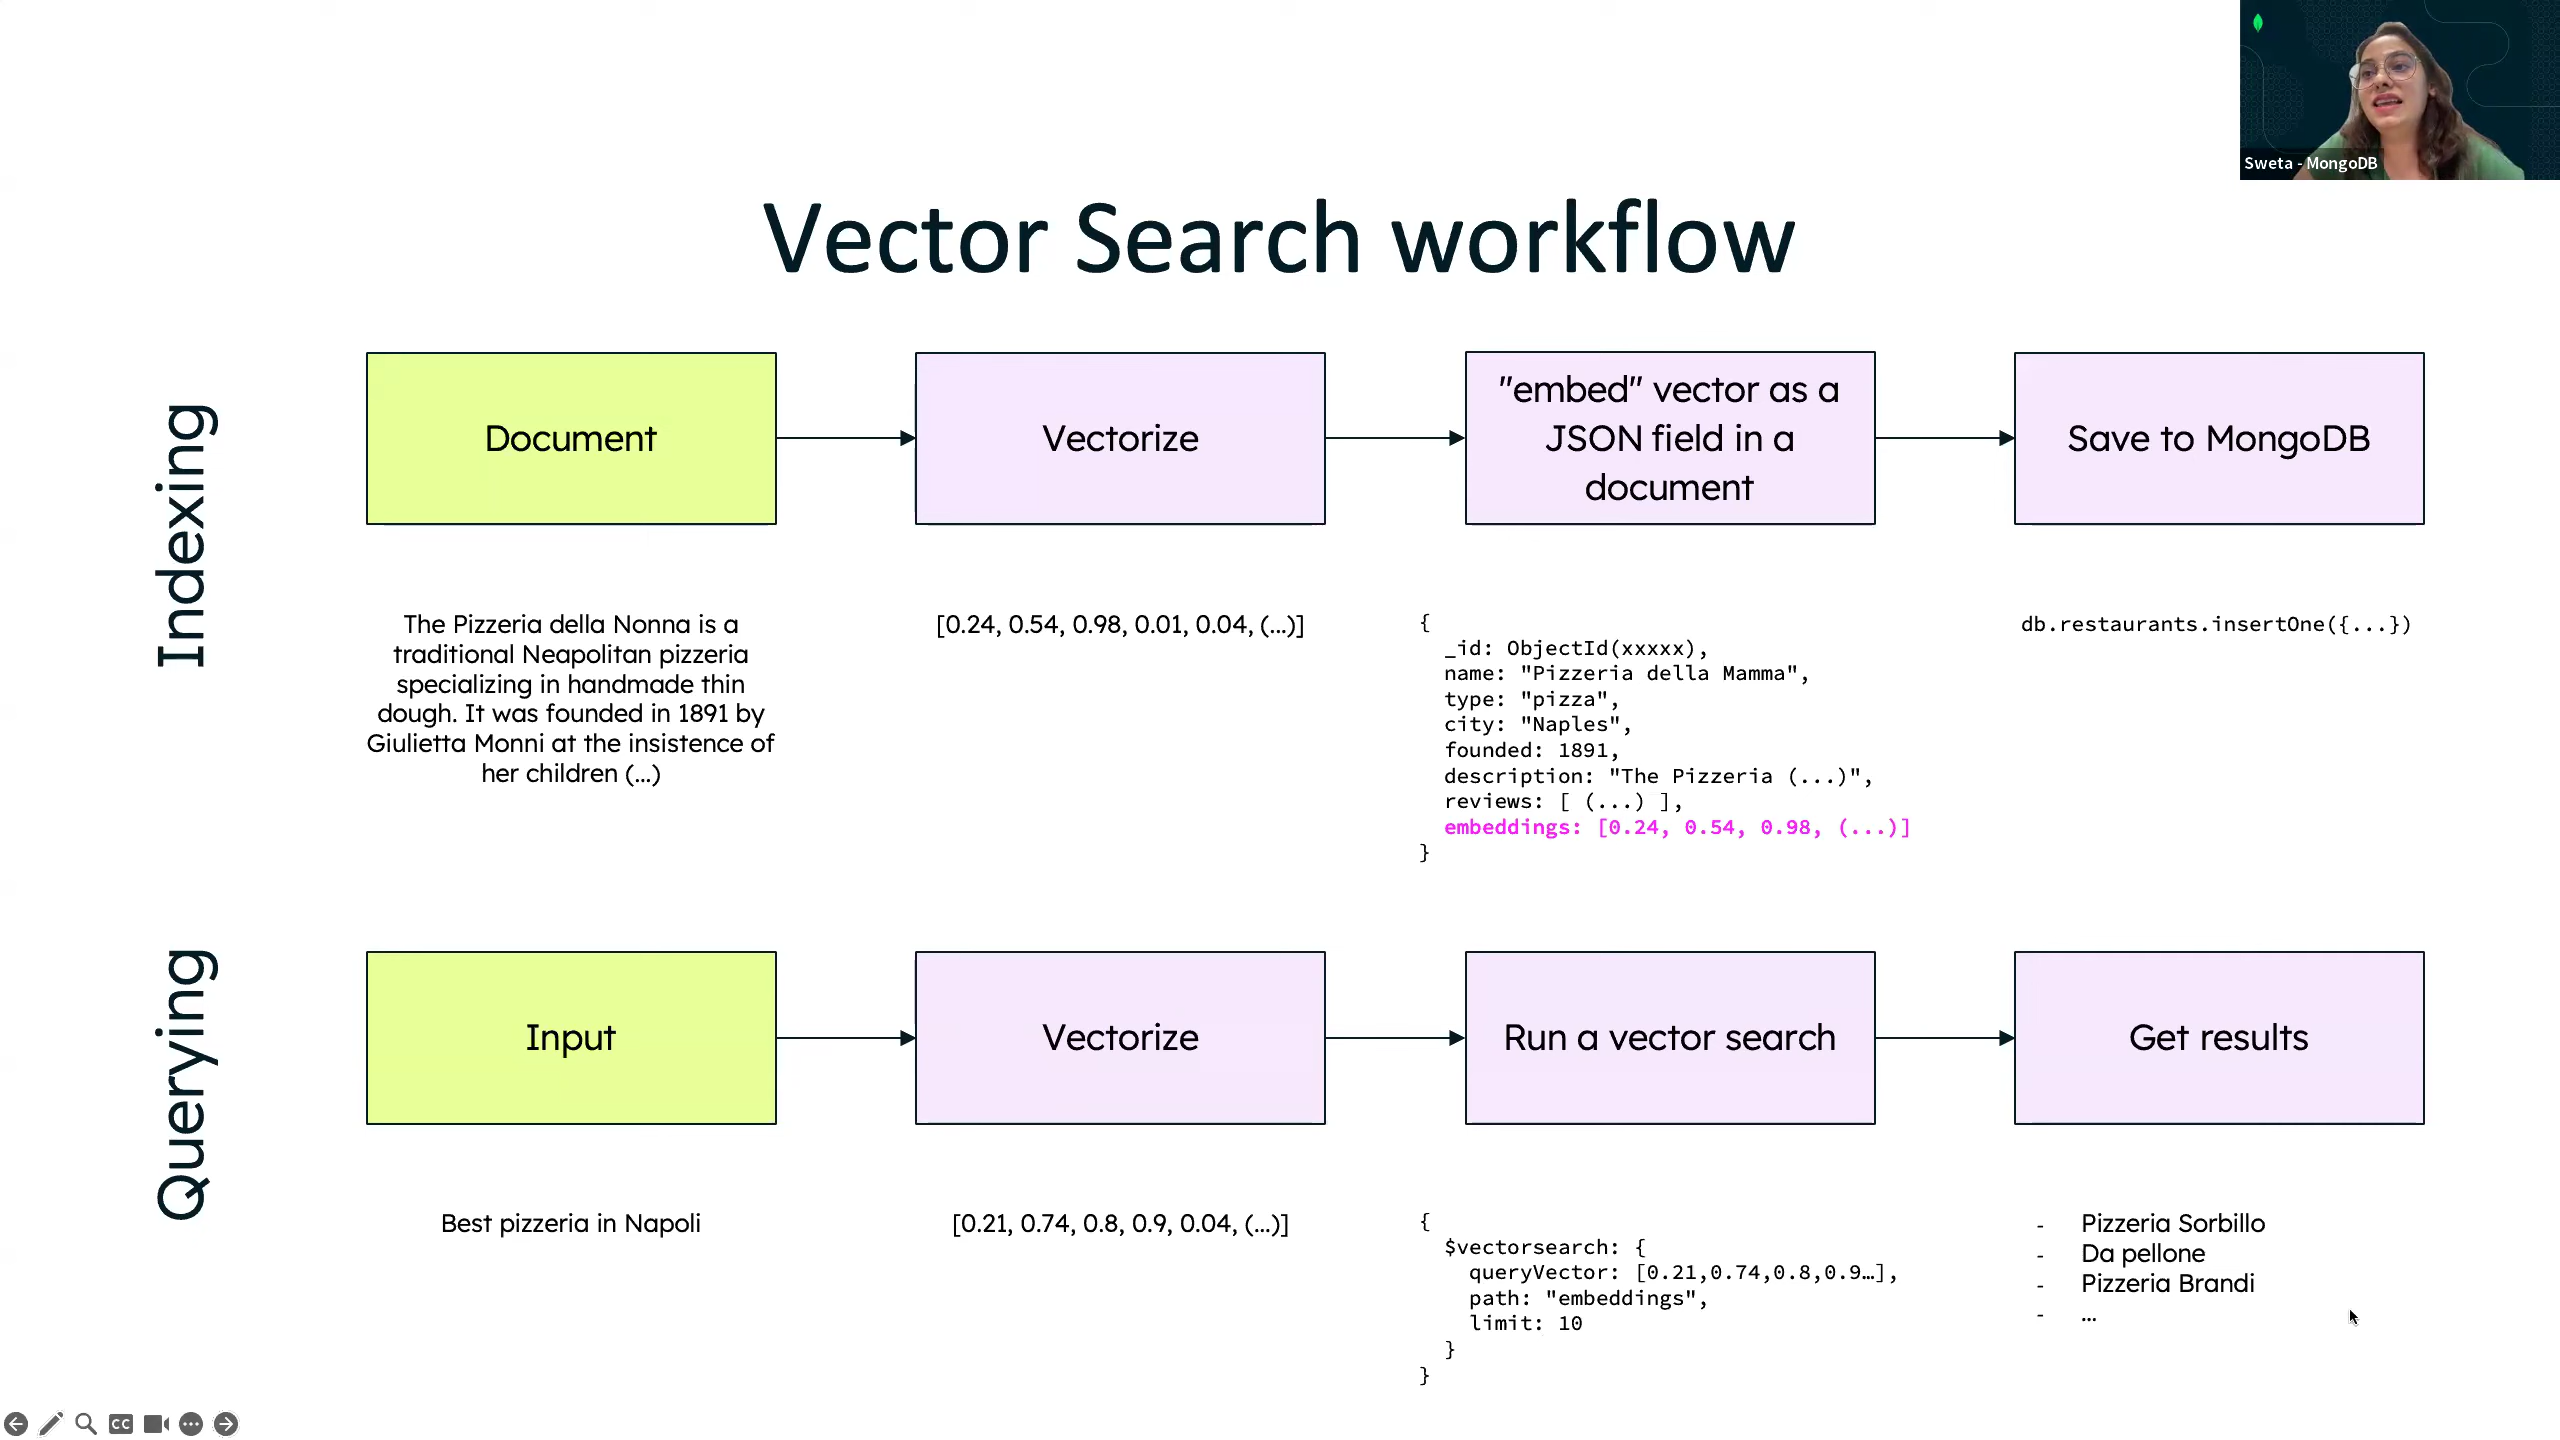 Sweta - MongoDB
Vector Search workflow
Indexing
Document
Vectorize
"embed" vector as a
JSON field in a
document
Save to MongoDB
The Pizzeria della Nonna is a
traditional Neapolitan pizzeria
specializing in handmade thin
dough. It was founded in 1891 by
Giulietta Monni at the insistence of
her children (...)
[0.24, 0.54, 0.98, 0.01, 0.04, (...)]
{
_id: ObjectId(xxxxx),
name: "Pizzeria della Mamma",
type: "pizza",
city: "Naples",
founded: 1891,
description: "The Pizzeria (...)",
reviews: [ (...) ],
embeddings: [0.24, 0.54, 0.98, (...)]
}
db.restaurants.insertOne({...})
Querying
Input
Vectorize
Run a vector search
Get results
Best pizzeria in Napoli
[0.21, 0.74, 0.8, 0.9, 0.04, (...)]
{
$vectorsearch: {
queryVector: [0.21,0.74,0.8,0.9…],
path: "embeddings",
limit: 10
}
}
- Pizzeria Sorbillo
- Da pellone
- Pizzeria Brandi
- ...
CC